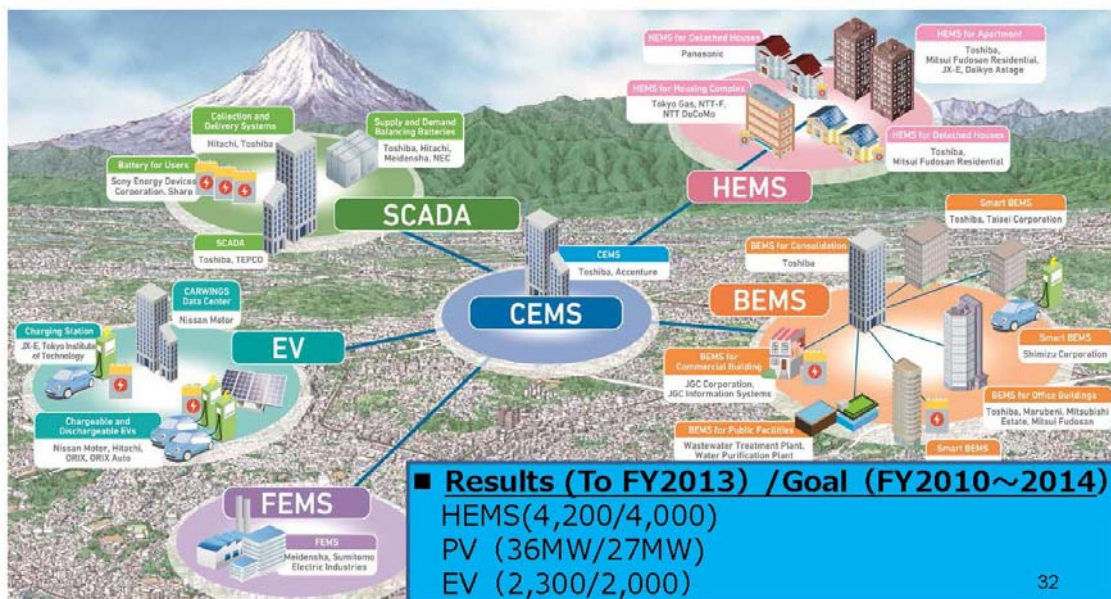 HEMS for Detached Houses
Panasonic
HEMS for Apartment
Toshiba,
Mitsui Fudosan Residential,
JX-E, Daikyo Astage
HEMS for Housing Complex
Tokyo Gas, NTT-F,
NTT DoCoMo
HEMS for Detached Houses
Toshiba,
Mitsui Fudosan Residential
HEMS
Collection and
Delivery Systems
Hitachi, Toshiba
Supply and Demand
Balancing Batteries
Toshiba, Hitachi,
Meidensha, NEC
Battery for Users
Sony Energy Devices
Corporation, Sharp
SCADA
SCADA
Toshiba, TEPCO
CEMS
Toshiba, Accenture
CEMS
Smart BEMS
Toshiba, Taisei Corporation
BEMS for Consolidation
Toshiba
BEMS
Smart BEMS
Shimizu Corporation
BEMS for
Commercial Building
JGC Corporation,
JGC Information Systems
BEMS for Office Buildings
Toshiba, Marubeni, Mitsubishi
Estate, Mitsui Fudosan
BEMS for Public Facilities
Wastewater Treatment Plant,
Water Purification Plant
Smart BEMS
CARWINGS
Data Center
Nissan Motor
Charging Station
JX-E, Tokyo Institute
of Technology
EV
Chargeable and
Dischargeable EVs
Nissan Motor, Hitachi,
ORIX, ORIX Auto
FEMS
FEMS
Meidensha, Sumitomo
Electric Industries
■ Results (To FY2013) /Goal (FY2010~2014)
HEMS(4,200/4,000)
PV (36MW/27MW)
EV (2,300/2,000)
32